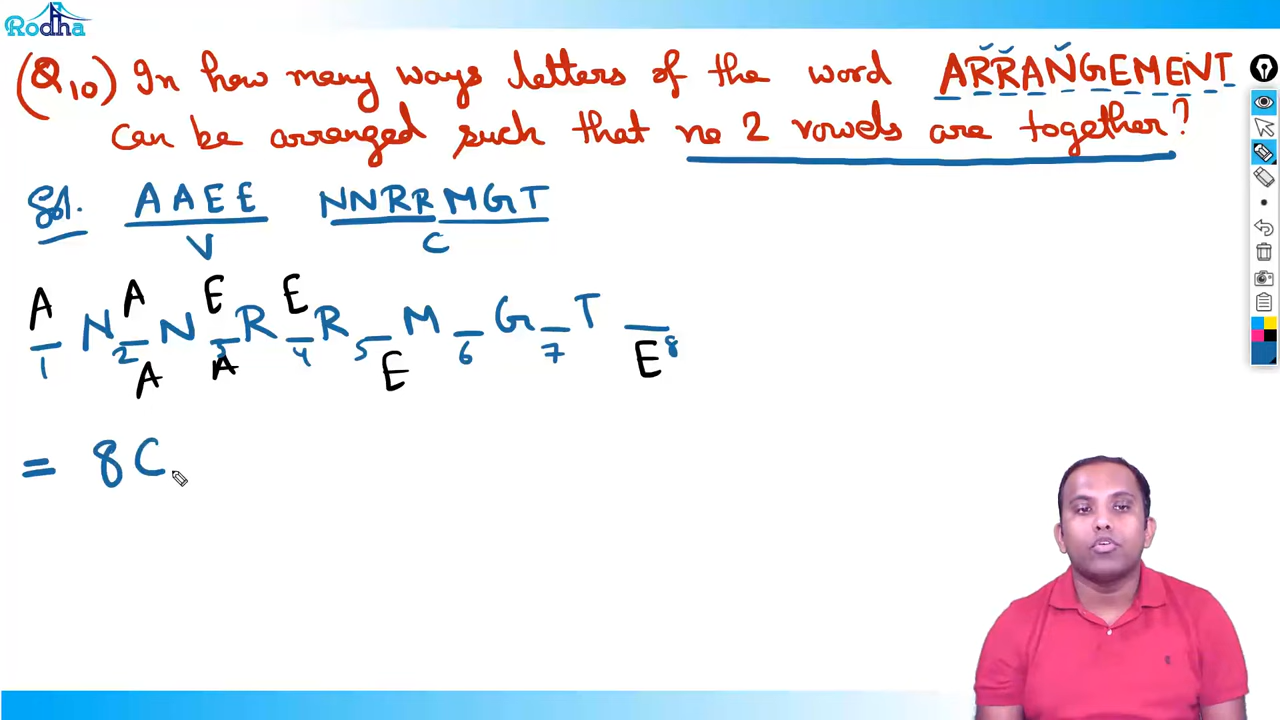 Rodha
(Q10) In how many ways letters of the word ARRANGEMENT
can be arranged such that no 2 vowels are together?
Sol. AAEE NNRRMGT
V C
A A E E
_ N _ N _ R _ R _ M _ G _ T _
1 2 3 4 5 6 7 8
A A E E
= 8C